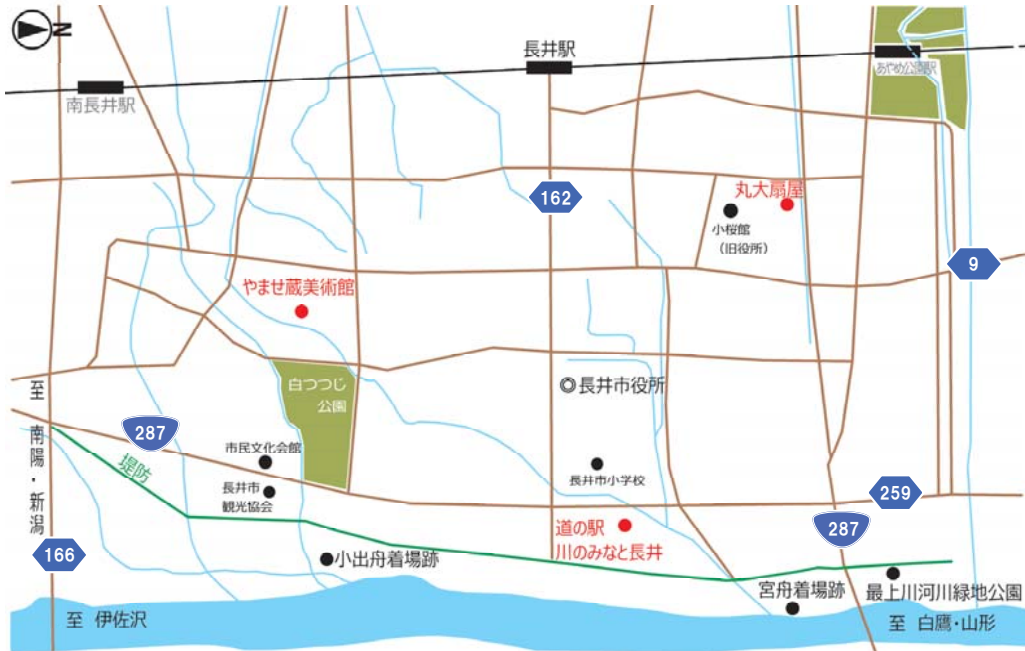 N
長井駅
あやめ公園駅
南長井駅
162
丸大扇屋
小桜館
（旧役所）
9
やませ蔵美術館
白つつじ
公園
◎長井市役所
至 南陽・新潟
287
市民文化会館
長井市
観光協会
堤防
長井市小学校
259
287
道の駅
川のみなと長井
166
小出舟着場跡
宮舟着場跡
最上川河川緑地公園
至 伊佐沢
至 白鷹・山形